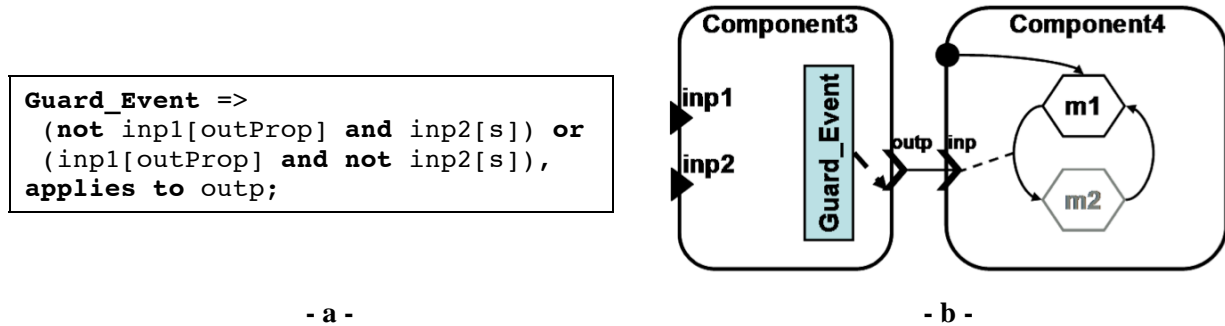 Guard_Event =>
(not inp1[outProp] and inp2[s]) or
(inp1[outProp] and not inp2[s]),
applies to outp;
- a -
Component3
Component4
inp1
inp2
Guard_Event
outp
inp
m1
m2
- b -